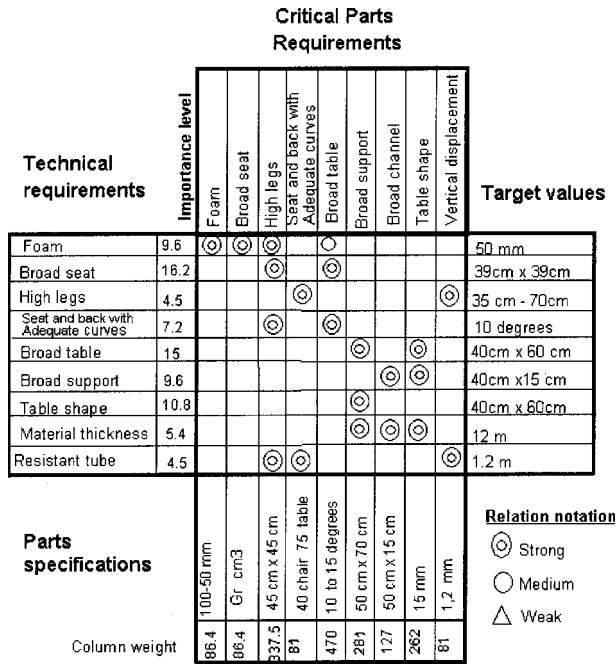 Critical Parts
Requirements
Technical
requirements
Importance level
Foam
Broad seat
High legs
Seat and back with
Adequate curves
Broad table
Broad support
Broad channel
Table shape
Vertical displacement
Target values
Foam 9.6 50 mm
Broad seat 16.2 39cm x 39cm
High legs 4.5 35 cm - 70cm
Seat and back with
Adequate curves 7.2 10 degrees
Broad table 15 40cm x 60 cm
Broad support 9.6 40cm x15 cm
Table shape 10.8 40cm x 60cm
Material thickness 5.4 12 m
Resistant tube 4.5 1.2 m
Parts
specifications
100-50 mm
Gr cm3
45 cm x 45 cm
40 chair 75 table
10 to 15 degrees
50 cm x 70 cm
50 cm x 15 cm
15 mm
1,2 mm
Relation notation
Strong
Medium
Weak
Column weight 86.4 86.4 337.5 81 470 281 127 262 81